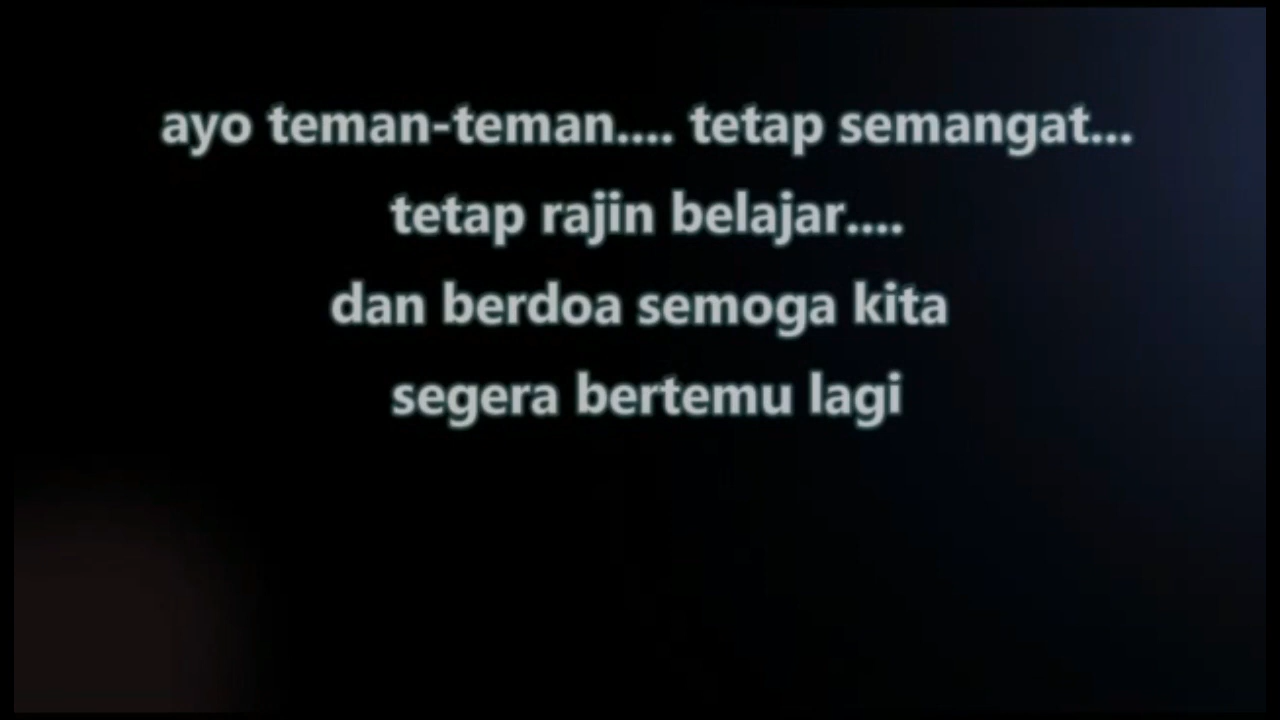 ayo teman-teman.... tetap semangat...
tetap rajin belajar....
dan berdoa semoga kita
segera bertemu lagi